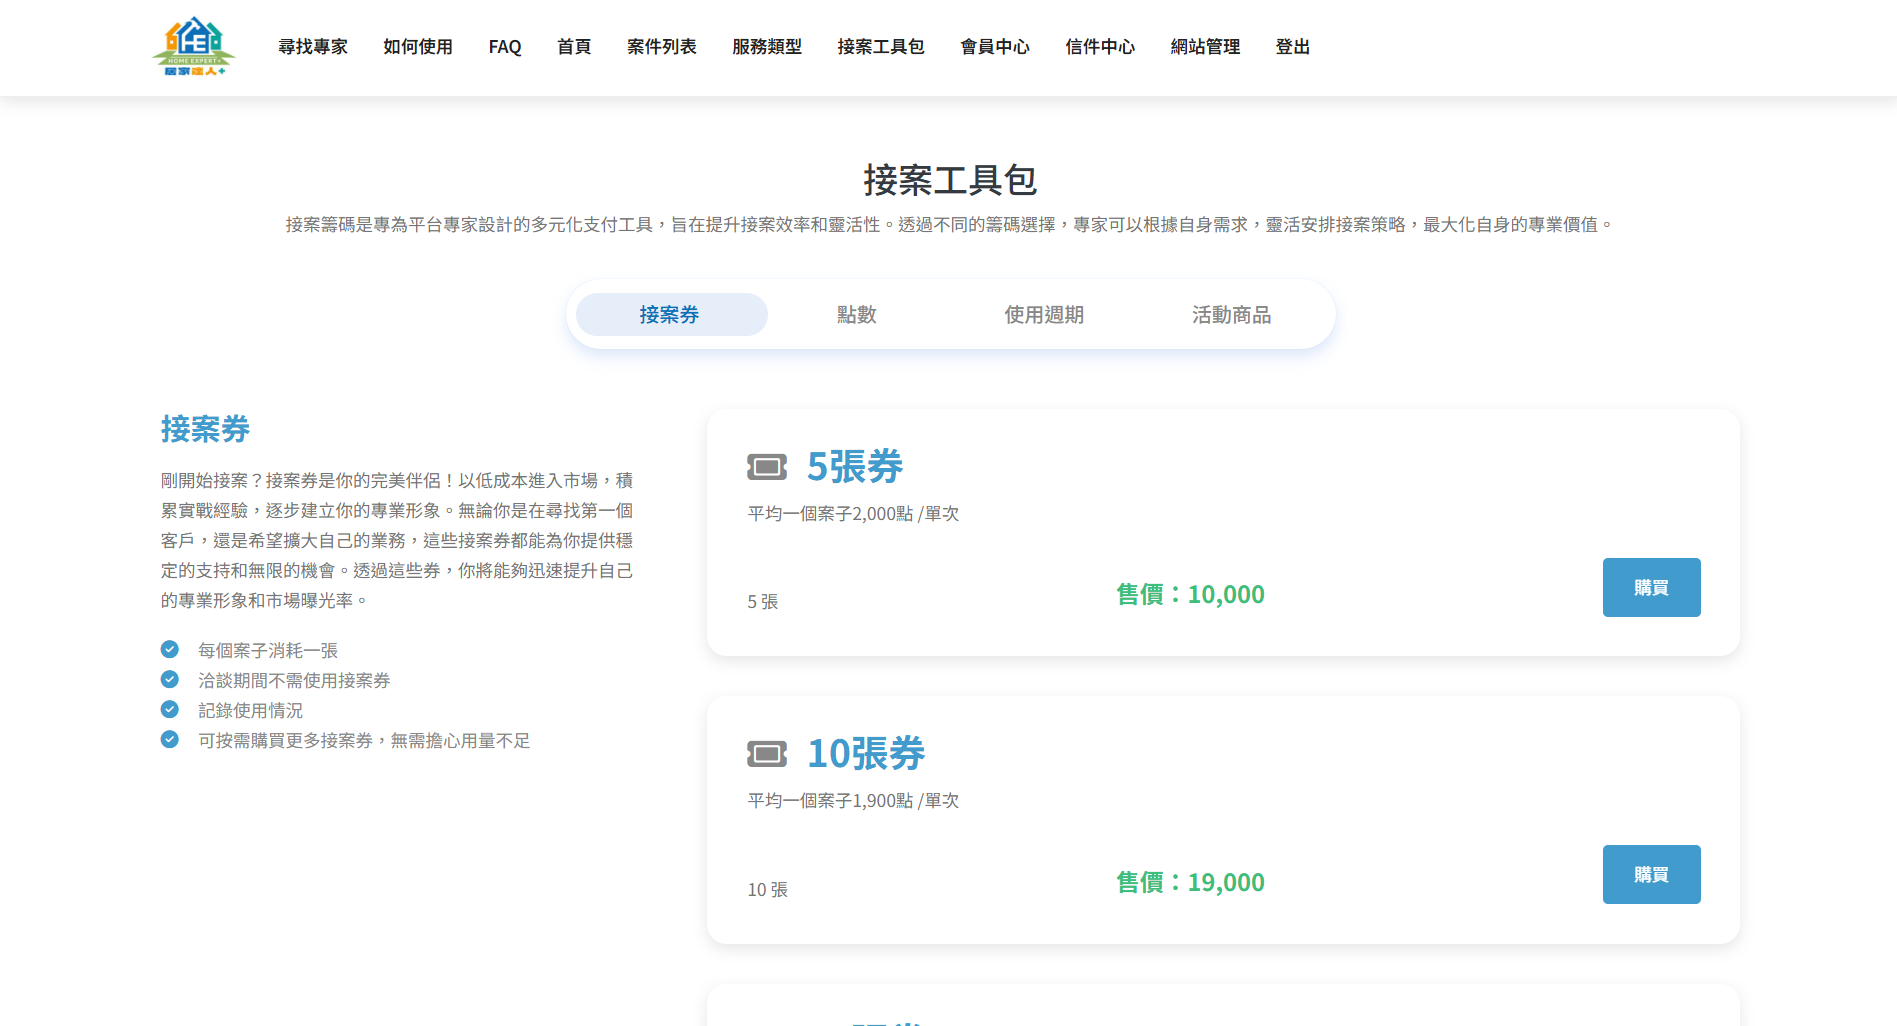 HOME EXPERT+
居家達人+
尋找專家 如何使用 FAQ 首頁 案件列表 服務類型 接案工具包 會員中心 信件中心 網站管理 登出
接案工具包
接案籌碼是專為平台專家設計的多元化支付工具，旨在提升接案效率和靈活性。透過不同的籌碼選擇，專家可以根據自身需求，靈活安排接案策略，最大化自身的專業價值。
接案券 點數 使用週期 活動商品
接案券
剛開始接案？接案券是你的完美伴侶！以低成本進入市場，積
累實戰經驗，逐步建立你的專業形象。無論你是在尋找第一個
客戶，還是希望擴大自己的業務，這些接案券都能為你提供穩
定的支持和無限的機會。透過這些券，你將能夠迅速提升自己
的專業形象和市場曝光率。
每個案子消耗一張
洽談期間不需使用接案券
記錄使用情況
可按需購買更多接案券，無需擔心用量不足
5張券
平均一個案子2,000點 /單次
5 張
售價：10,000
購買
10張券
平均一個案子1,900點 /單次
10 張
售價：19,000
購買